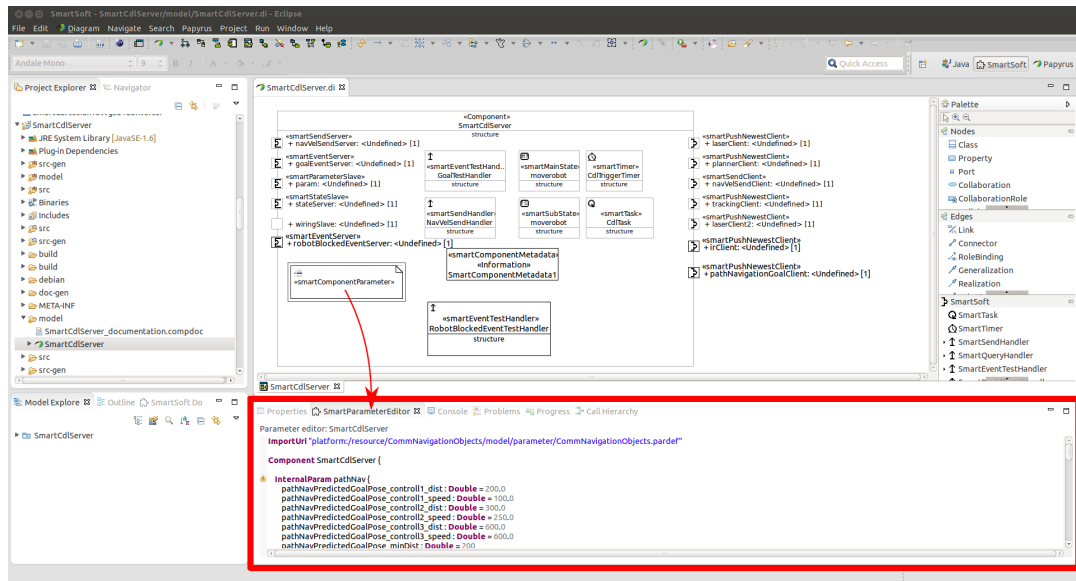 SmartSoft - SmartCdlServer/model/SmartCdlServer.di - Eclipse
File Edit Diagram Navigate Search Papyrus Project Run Window Help
Andale Mono 9 B I A
Quick Access Java SmartSoft Papyrus
Project Explorer Navigator
SmartCdlServer
JRE System Library [JavaSE-1.6]
Plug-in Dependencies
src-gen
model
src
Binaries
Includes
src
src-gen
build
build
debian
doc-gen
META-INF
model
SmartCdlServer_documentation.compdoc
SmartCdlServer
src
src-gen
Model Explore Outline SmartSoft Do
SmartCdlServer
SmartCdlServer.di
«Component»
SmartCdlServer
structure
«smartSendServer»
+ navVelSendServer: <Undefined> [1]
«smartEventServer»
+ goalEventServer: <Undefined> [1]
«smartParameterSlave»
+ param: <Undefined> [1]
«smartStateSlave»
+ stateServer: <Undefined> [1]
+ wiringSlave: <Undefined> [1]
«smartEventServer»
+ robotBlockedEventServer: <Undefined> [1]
«smartComponentParameter»
«smartEventTestHand..
GoalTestHandler
structure
«smartMainState»
moverobot
structure
«smartTimer»
CdlTriggerTimer
structure
«smartSendHandler»
NavVelSendHandler
structure
«smartSubState»
moverobot
structure
«smartTask»
CdlTask
structure
«smartComponentMetadata»
«Information»
SmartComponentMetadata1
«smartEventTestHandler»
RobotBlockedEventTestHandler
structure
«smartPushNewestClient»
+ laserClient: <Undefined> [1]
«smartPushNewestClient»
+ plannerClient: <Undefined> [1]
«smartSendClient»
+ navVelSendClient: <Undefined> [1]
«smartPushNewestClient»
+ trackingClient: <Undefined> [1]
«smartPushNewestClient»
+ laserClient2: <Undefined> [1]
«smartPushNewestClient»
+ irClient: <Undefined> [1]
«smartPushNewestClient»
+ pathNavigationGoalClient: <Undefined> [1]
SmartCdlServer
Palette
Nodes
Class
Property
Port
Collaboration
CollaborationRole
Edges
Link
Connector
RoleBinding
Generalization
Realization
SmartSoft
SmartTask
SmartTimer
SmartSendHandler
SmartQueryHandler
SmartEventTestHandler
Properties SmartParameterEditor Console Problems Progress Call Hierarchy
Parameter editor: SmartCdlServer
ImportUri "platform:/resource/CommNavigationObjects/model/parameter/CommNavigationObjects.pardef"
Component SmartCdlServer {
InternalParam pathNav {
pathNavPredictedGoalPose_controll1_dist : Double = 200.0
pathNavPredictedGoalPose_controll1_speed : Double = 100.0
pathNavPredictedGoalPose_controll2_dist : Double = 300.0
pathNavPredictedGoalPose_controll2_speed : Double = 250.0
pathNavPredictedGoalPose_controll3_dist : Double = 600.0
pathNavPredictedGoalPose_controll3_speed : Double = 600.0
pathNavPredictedGoalPose_minDist : Double = 200